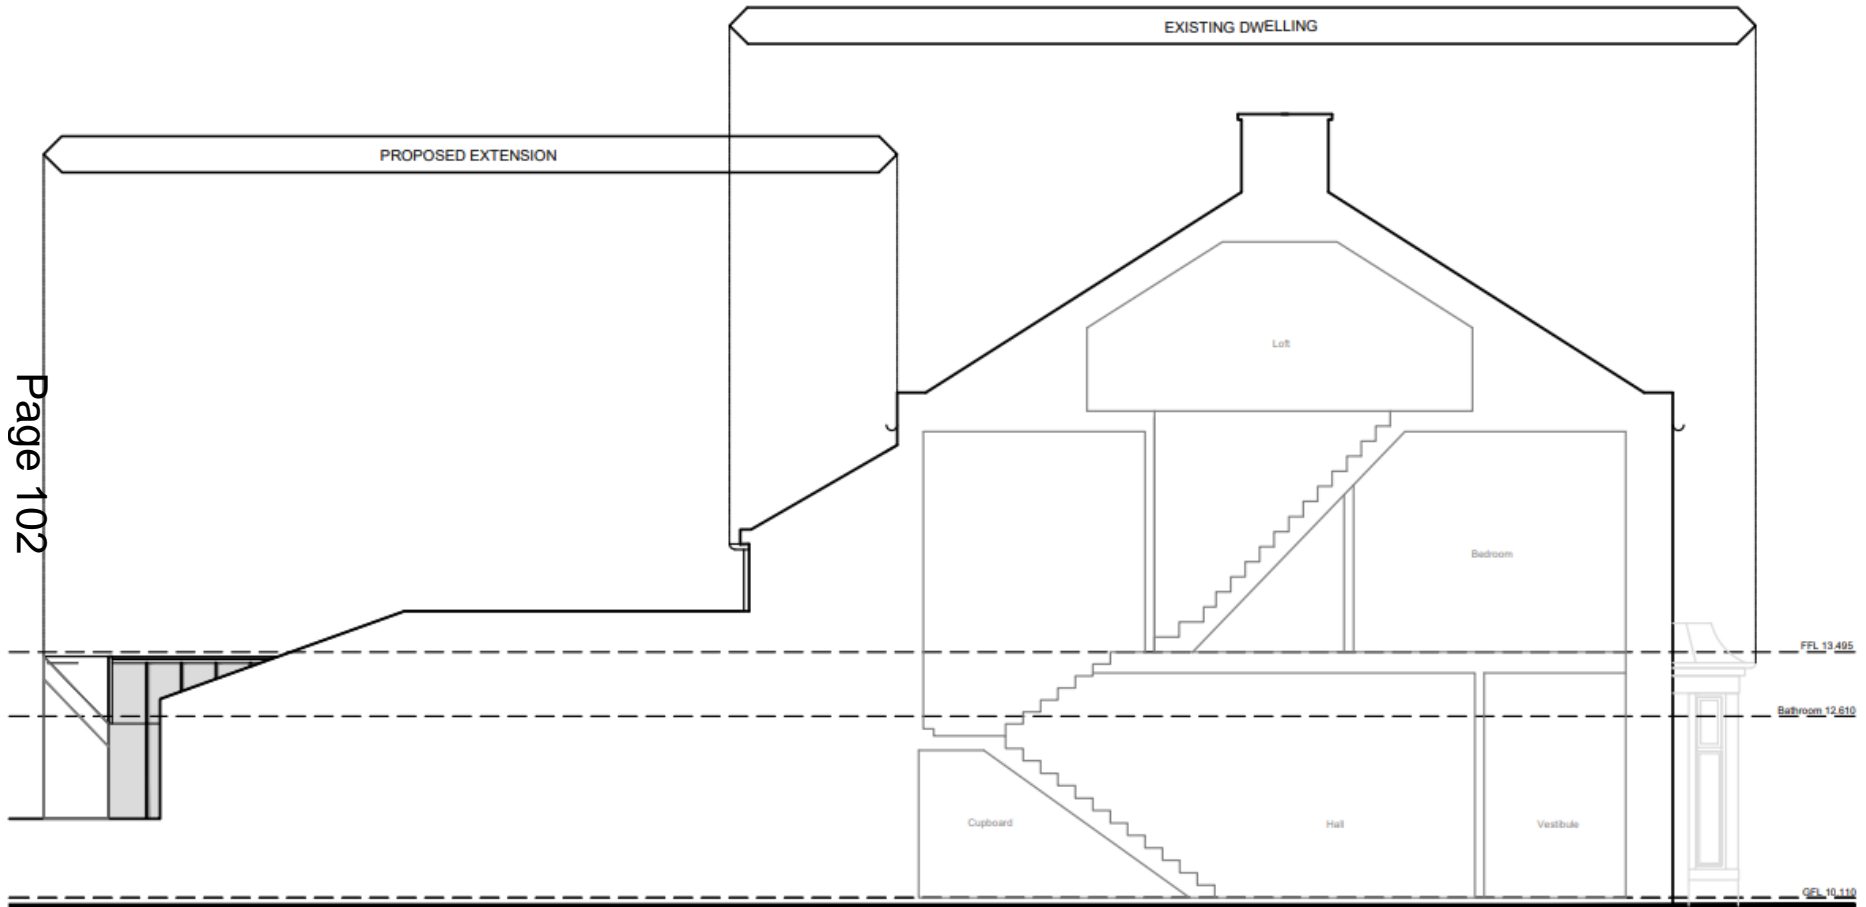 EXISTING DWELLING
PROPOSED EXTENSION
Loft
Page 102
Bedroom
FFL 13.495
Bathroom 12.610
Cupboard
Hall
Vestibule
GFL 10.110